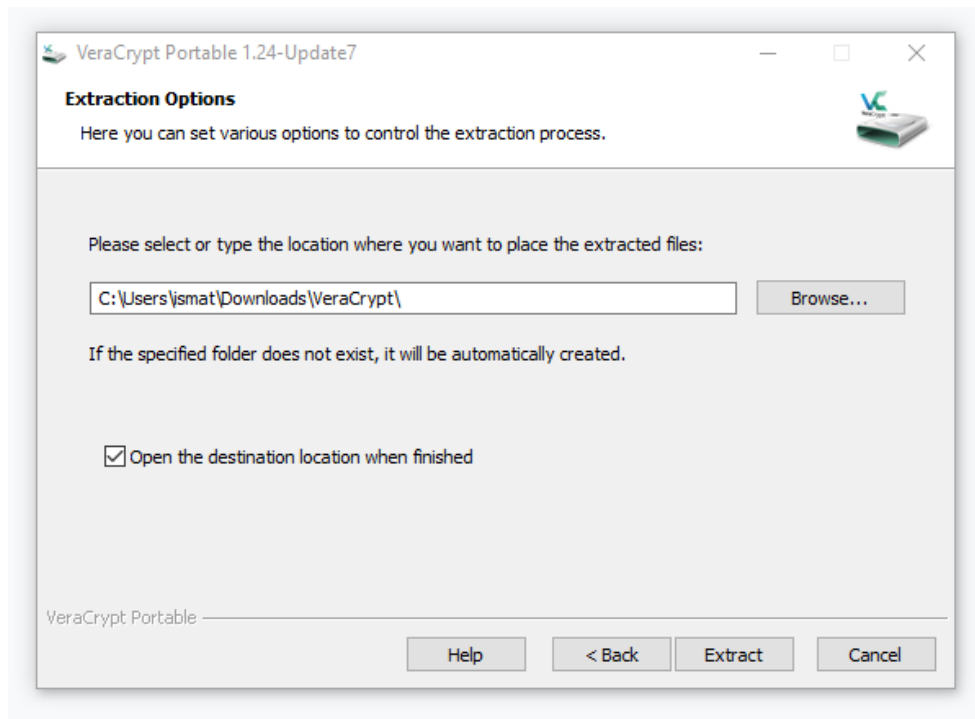 VeraCrypt Portable 1.24-Update7
Extraction Options
Here you can set various options to control the extraction process.
VC
VeraCrypt
Please select or type the location where you want to place the extracted files:
C:\Users\ismat\Downloads\VeraCrypt\
Browse...
If the specified folder does not exist, it will be automatically created.
Open the destination location when finished
VeraCrypt Portable
Help
< Back
Extract
Cancel